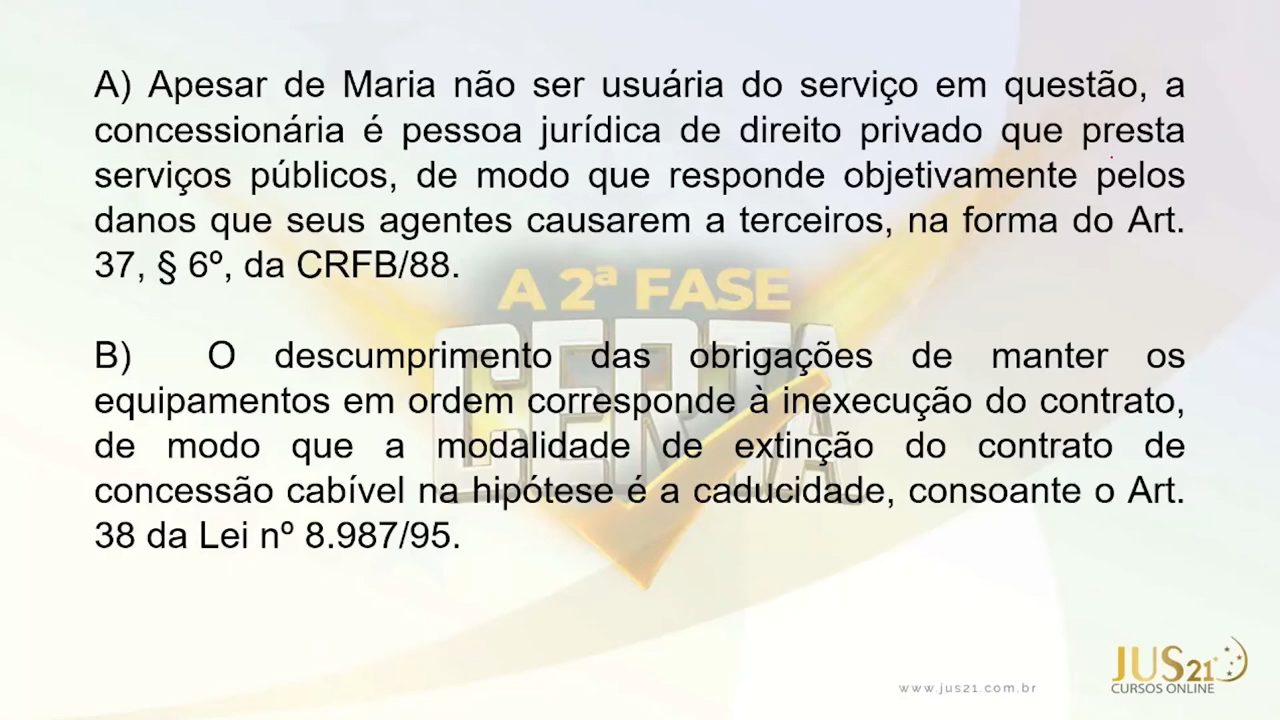 A) Apesar de Maria não ser usuária do serviço em questão, a
concessionária é pessoa jurídica de direito privado que presta
serviços públicos, de modo que responde objetivamente pelos
danos que seus agentes causarem a terceiros, na forma do Art.
37, § 6º, da CRFB/88.
A 2ª FASE
CERTA
B) O descumprimento das obrigações de manter os
equipamentos em ordem corresponde à inexecução do contrato,
de modo que a modalidade de extinção do contrato de
concessão cabível na hipótese é a caducidade, consoante o Art.
38 da Lei nº 8.987/95.
JUS21
CURSOS ONLINE
www.jus21.com.br